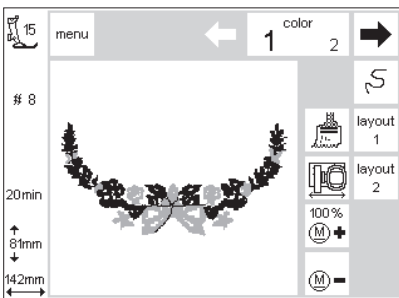 15
menu
color
1
2
# 8
layout
1
layout
2
20min
100%
M +
81mm
M -
142mm